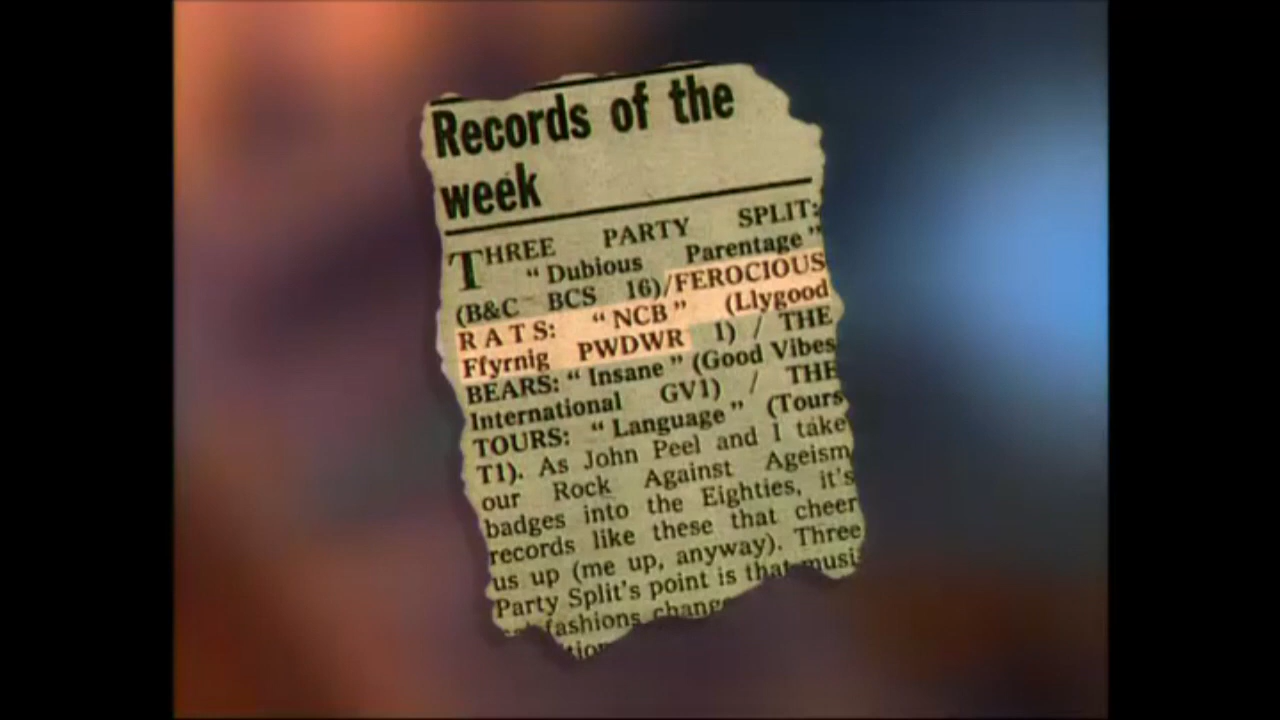 Records of the
week
THREE PARTY SPLIT:
“Dubious Parentage”
(B&C BCS 16)/FEROCIOUS
RATS: “NCB” (Llygood
Ffyrnig PWDWR 1) / THE
BEARS: “Insane” (Good Vibes
International GV1) / THE
TOURS: “Language” (Tours
T1). As John Peel and I take
our Rock Against Ageism
badges into the Eighties, it's
records like these that cheer
us up (me up, anyway). Three
Party Split's point is that musi
fashions chang